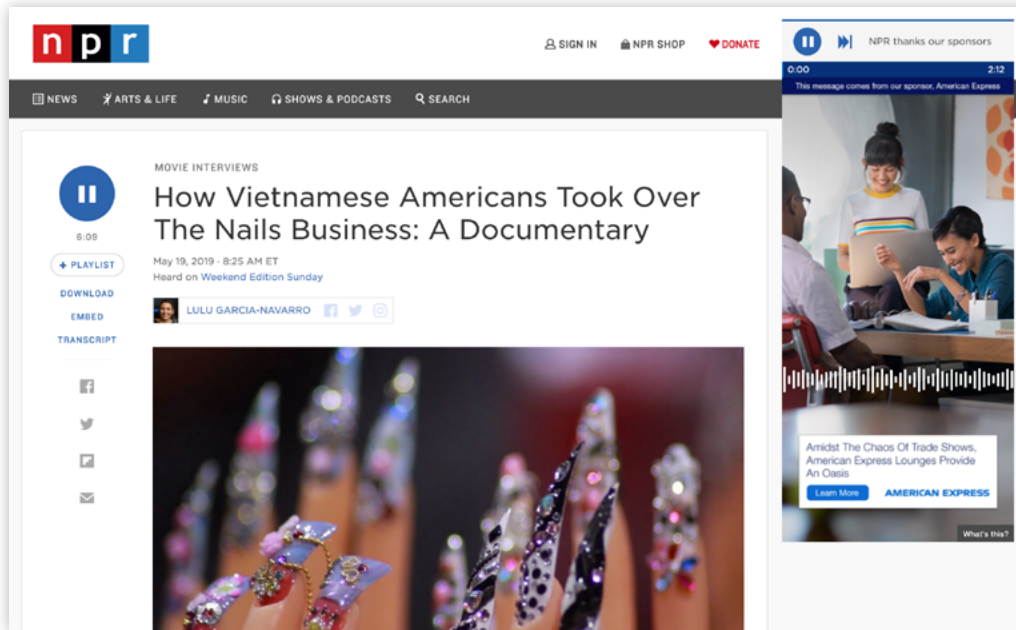 npr
SIGN IN
NPR SHOP
DONATE
NEWS
ARTS & LIFE
MUSIC
SHOWS & PODCASTS
SEARCH
6:08
+ PLAYLIST
DOWNLOAD
EMBED
TRANSCRIPT
MOVIE INTERVIEWS
How Vietnamese Americans Took Over
The Nails Business: A Documentary
May 19, 2019 · 8:25 AM ET
Heard on Weekend Edition Sunday
LULU GARCIA-NAVARRO
NPR thanks our sponsors
0:00
2:12
This message comes from our sponsor, American Express
Amidst The Chaos Of Trade Shows,
American Express Lounges Provide
An Oasis
Learn More
AMERICAN EXPRESS
What's this?